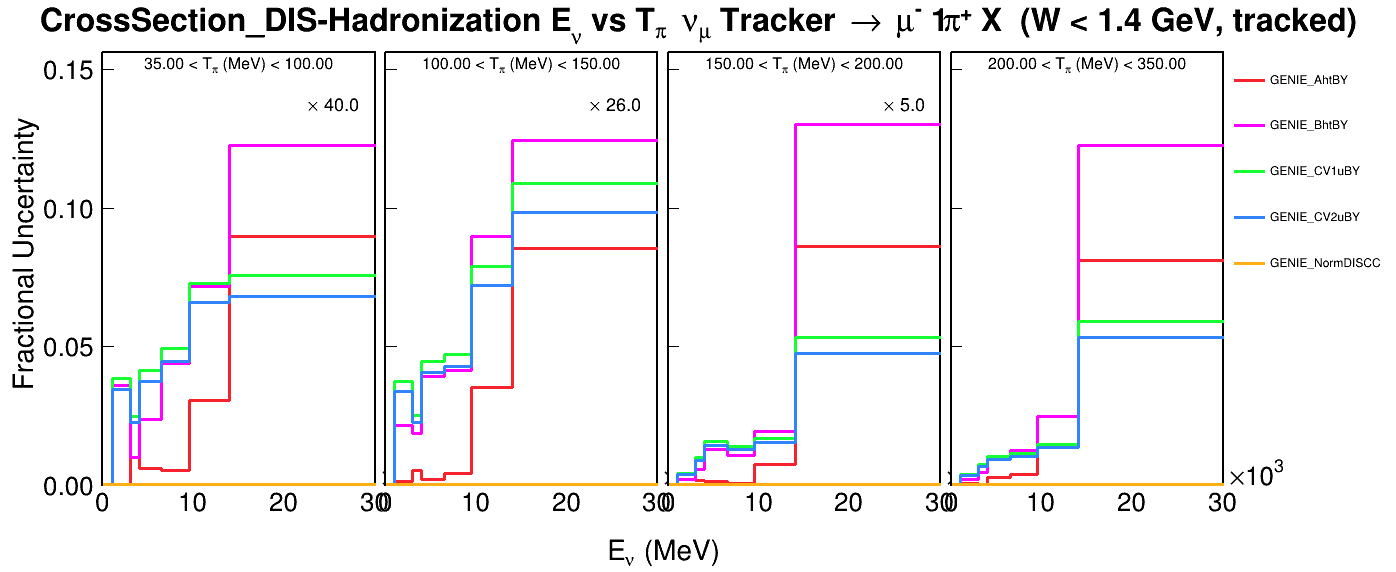 CrossSection_DIS-Hadronization E_ν vs T_π ν_μ Tracker → μ⁻ 1π⁺ X (W < 1.4 GeV, tracked)
35.00 < T_π (MeV) < 100.00
× 40.0
100.00 < T_π (MeV) < 150.00
× 26.0
150.00 < T_π (MeV) < 200.00
× 5.0
200.00 < T_π (MeV) < 350.00
GENIE_AhtBY
GENIE_BhtBY
GENIE_CV1uBY
GENIE_CV2uBY
GENIE_NormDISCC
Fractional Uncertainty
0.15
0.10
0.05
0.00
0 10 20 30
0 10 20 30
0 10 20 30
0 10 20 30
×10³
E_ν (MeV)